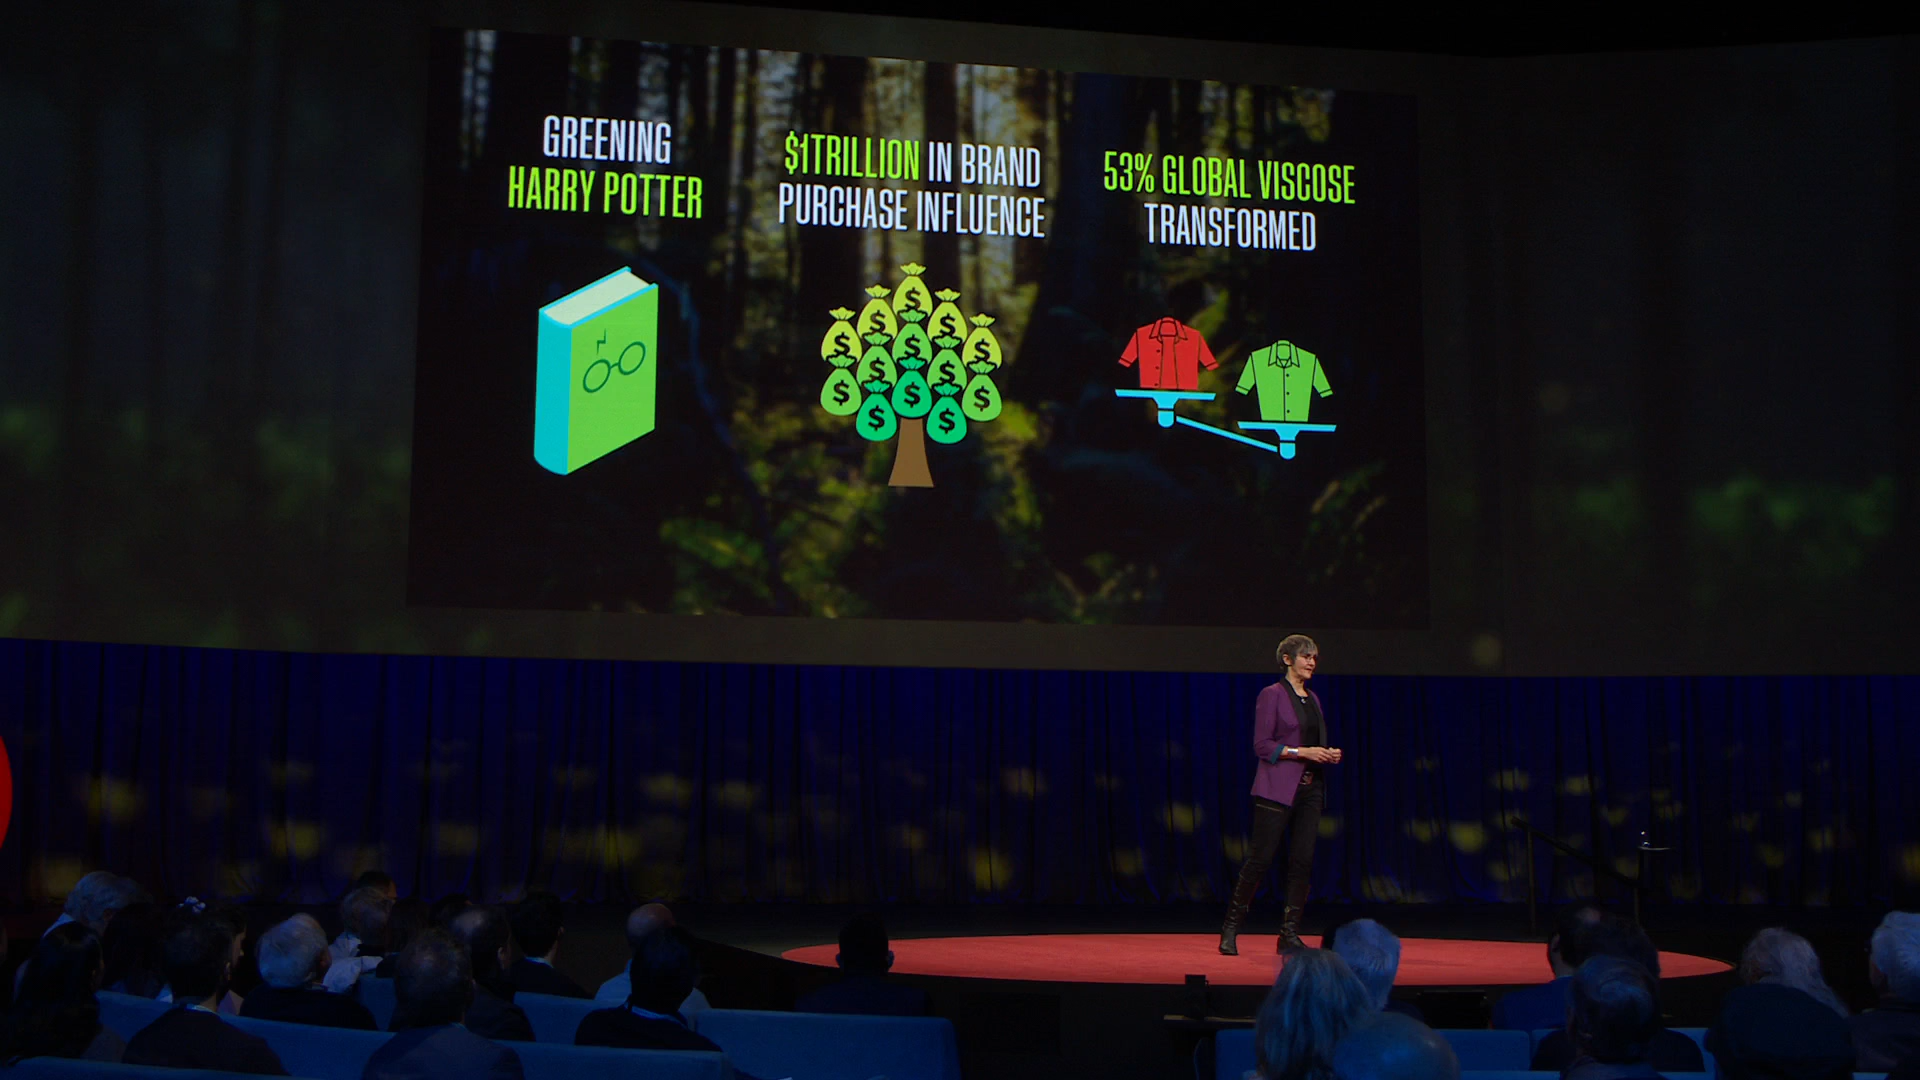 GREENING
HARRY POTTER
$1TRILLION IN BRAND
PURCHASE INFLUENCE
53% GLOBAL VISCOSE
TRANSFORMED
$ $ $ $ $ $ $ $ $ $ $ $ $